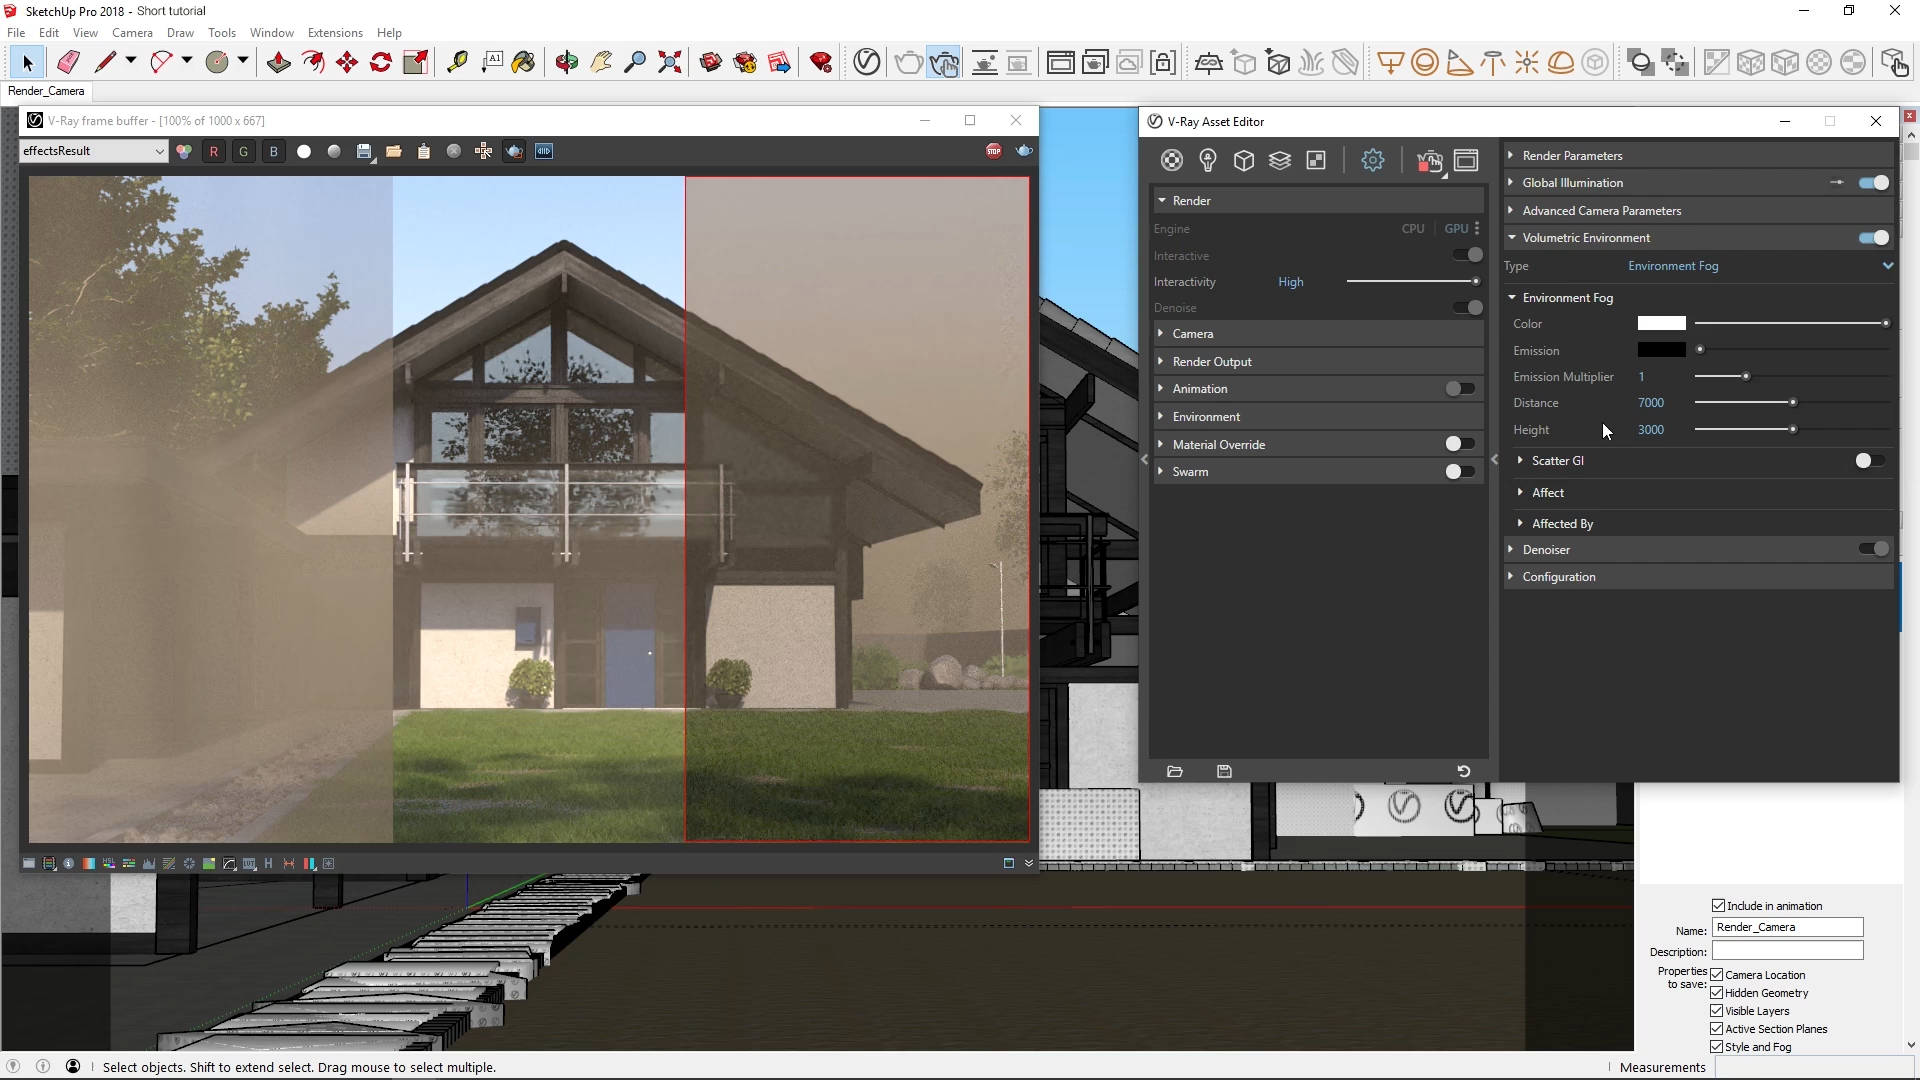 SketchUp Pro 2018 - Short tutorial
File Edit View Camera Draw Tools Window Extensions Help
A1
Render_Camera
V-Ray frame buffer - [100% of 1000 x 667]
effectsResult
R G B
STOP
V-Ray Asset Editor
Render
Engine CPU GPU
Interactive
Interactivity High
Denoise
Camera
Render Output
Animation
Environment
Material Override
Swarm
Render Parameters
Global Illumination
Advanced Camera Parameters
Volumetric Environment
Type Environment Fog
Environment Fog
Color
Emission
Emission Multiplier 1
Distance 7000
Height 3000
Scatter GI
Affect
Affected By
Denoiser
Configuration
HSL
H
Include in animation
Name: Render_Camera
Description:
Properties to save:
Camera Location
Hidden Geometry
Visible Layers
Active Section Planes
Style and Fog
Select objects. Shift to extend select. Drag mouse to select multiple.
Measurements